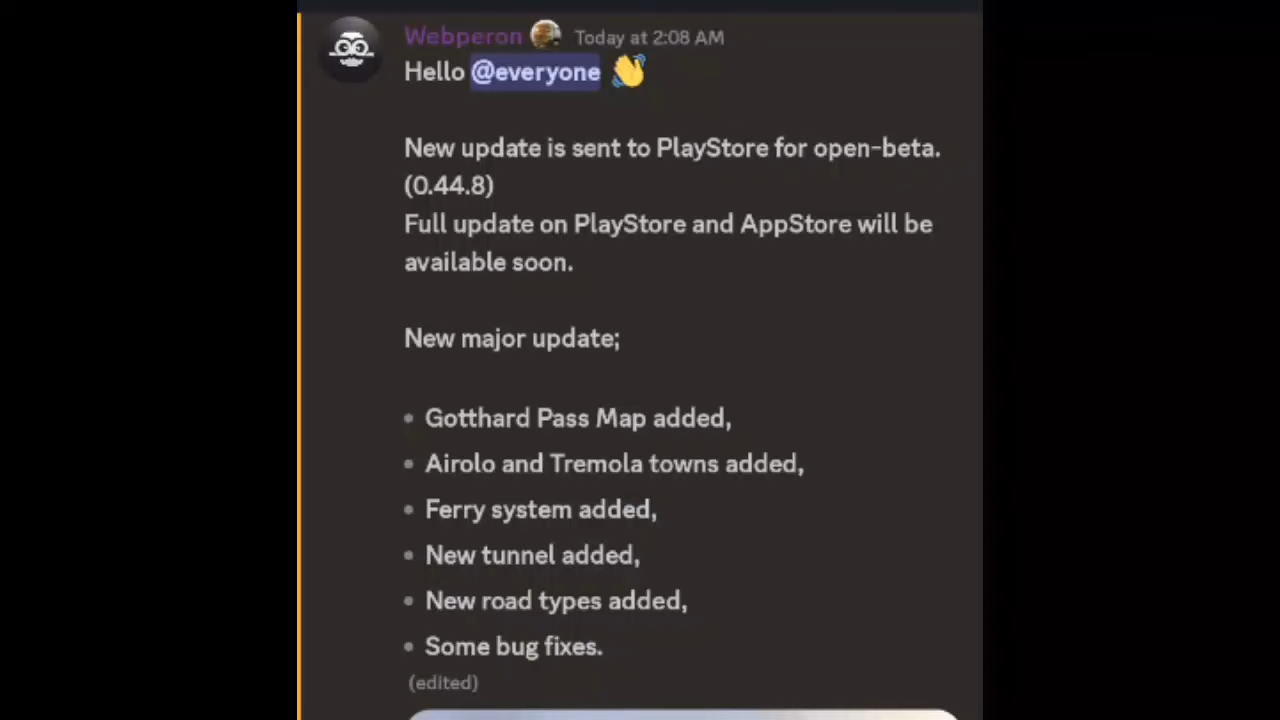 Webperon Today at 2:08 AM
Hello @everyone 👋
New update is sent to PlayStore for open-beta.
(0.44.8)
Full update on PlayStore and AppStore will be
available soon.
New major update;
• Gotthard Pass Map added,
• Airolo and Tremola towns added,
• Ferry system added,
• New tunnel added,
• New road types added,
• Some bug fixes.
(edited)